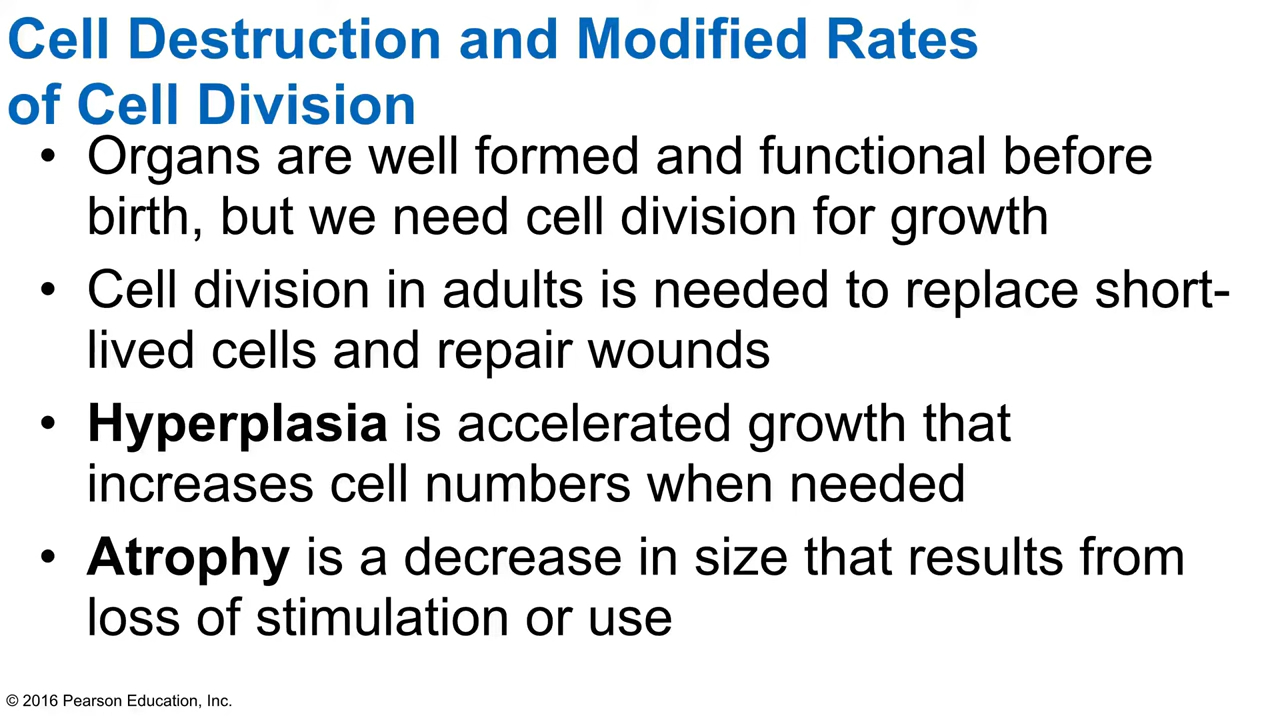 Cell Destruction and Modified Rates
of Cell Division
• Organs are well formed and functional before
birth, but we need cell division for growth
• Cell division in adults is needed to replace short-
lived cells and repair wounds
• Hyperplasia is accelerated growth that
increases cell numbers when needed
• Atrophy is a decrease in size that results from
loss of stimulation or use
© 2016 Pearson Education, Inc.